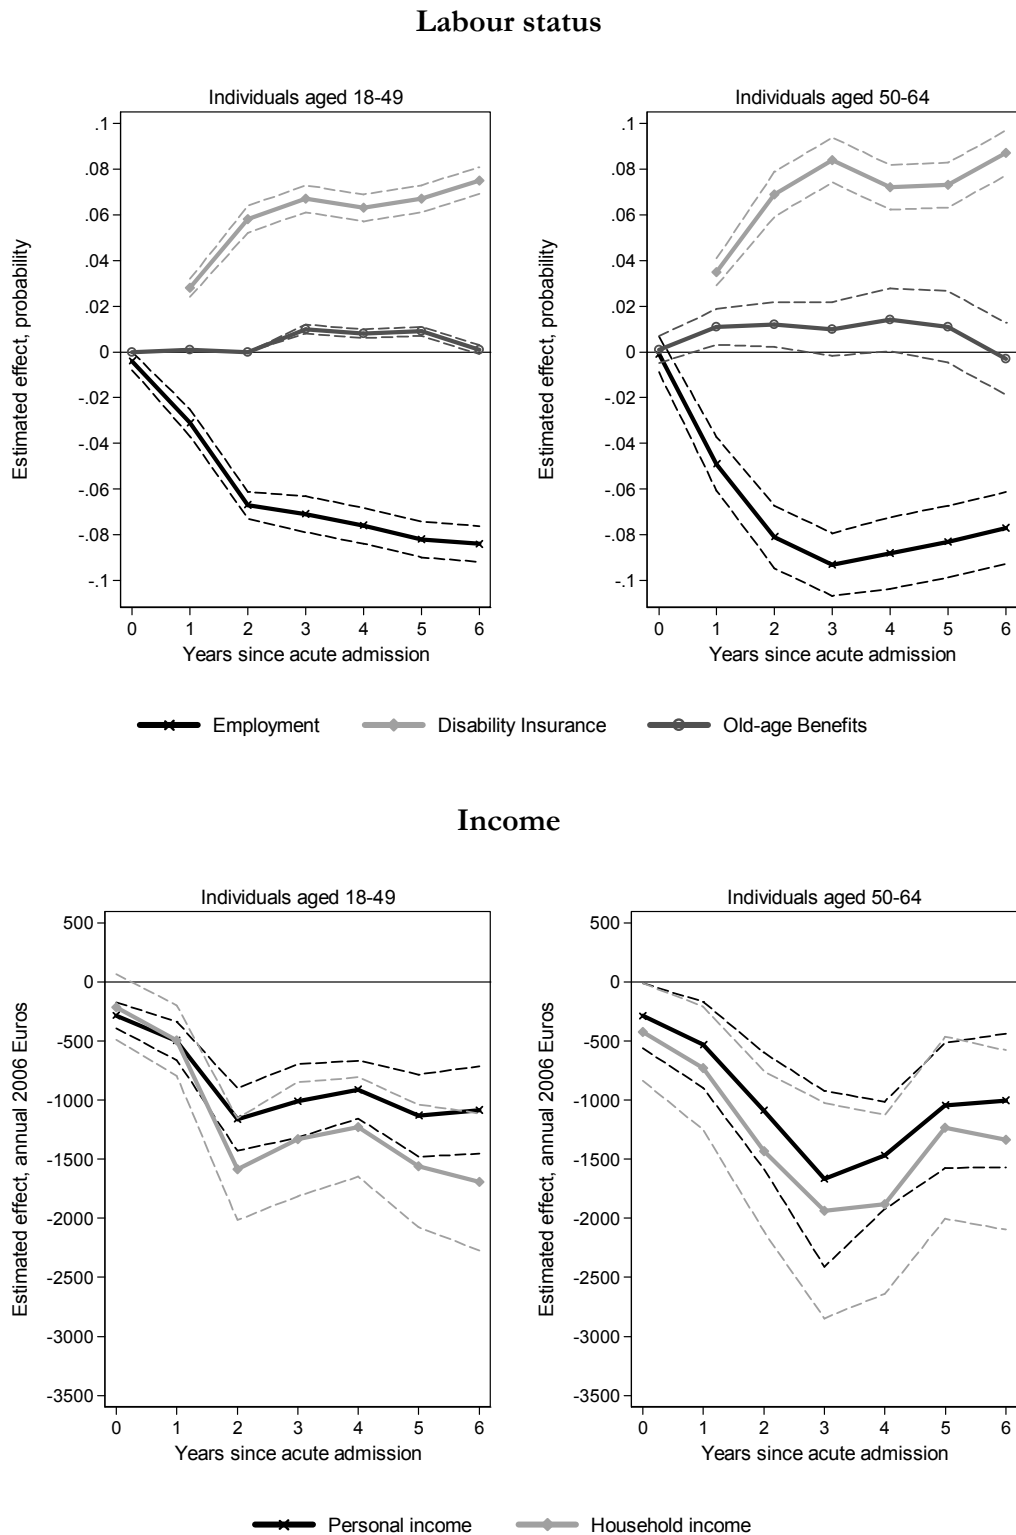 Labour status
Individuals aged 18-49
Individuals aged 50-64
Estimated effect, probability
.1
.08
.06
.04
.02
0
-.02
-.04
-.06
-.08
-.1
0 1 2 3 4 5 6
Years since acute admission
Estimated effect, probability
.1
.08
.06
.04
.02
0
-.02
-.04
-.06
-.08
-.1
0 1 2 3 4 5 6
Years since acute admission
Employment Disability Insurance Old-age Benefits
Income
Individuals aged 18-49
Individuals aged 50-64
Estimated effect, annual 2006 Euros
500
0
-500
-1000
-1500
-2000
-2500
-3000
-3500
0 1 2 3 4 5 6
Years since acute admission
Estimated effect, annual 2006 Euros
500
0
-500
-1000
-1500
-2000
-2500
-3000
-3500
0 1 2 3 4 5 6
Years since acute admission
Personal income Household income